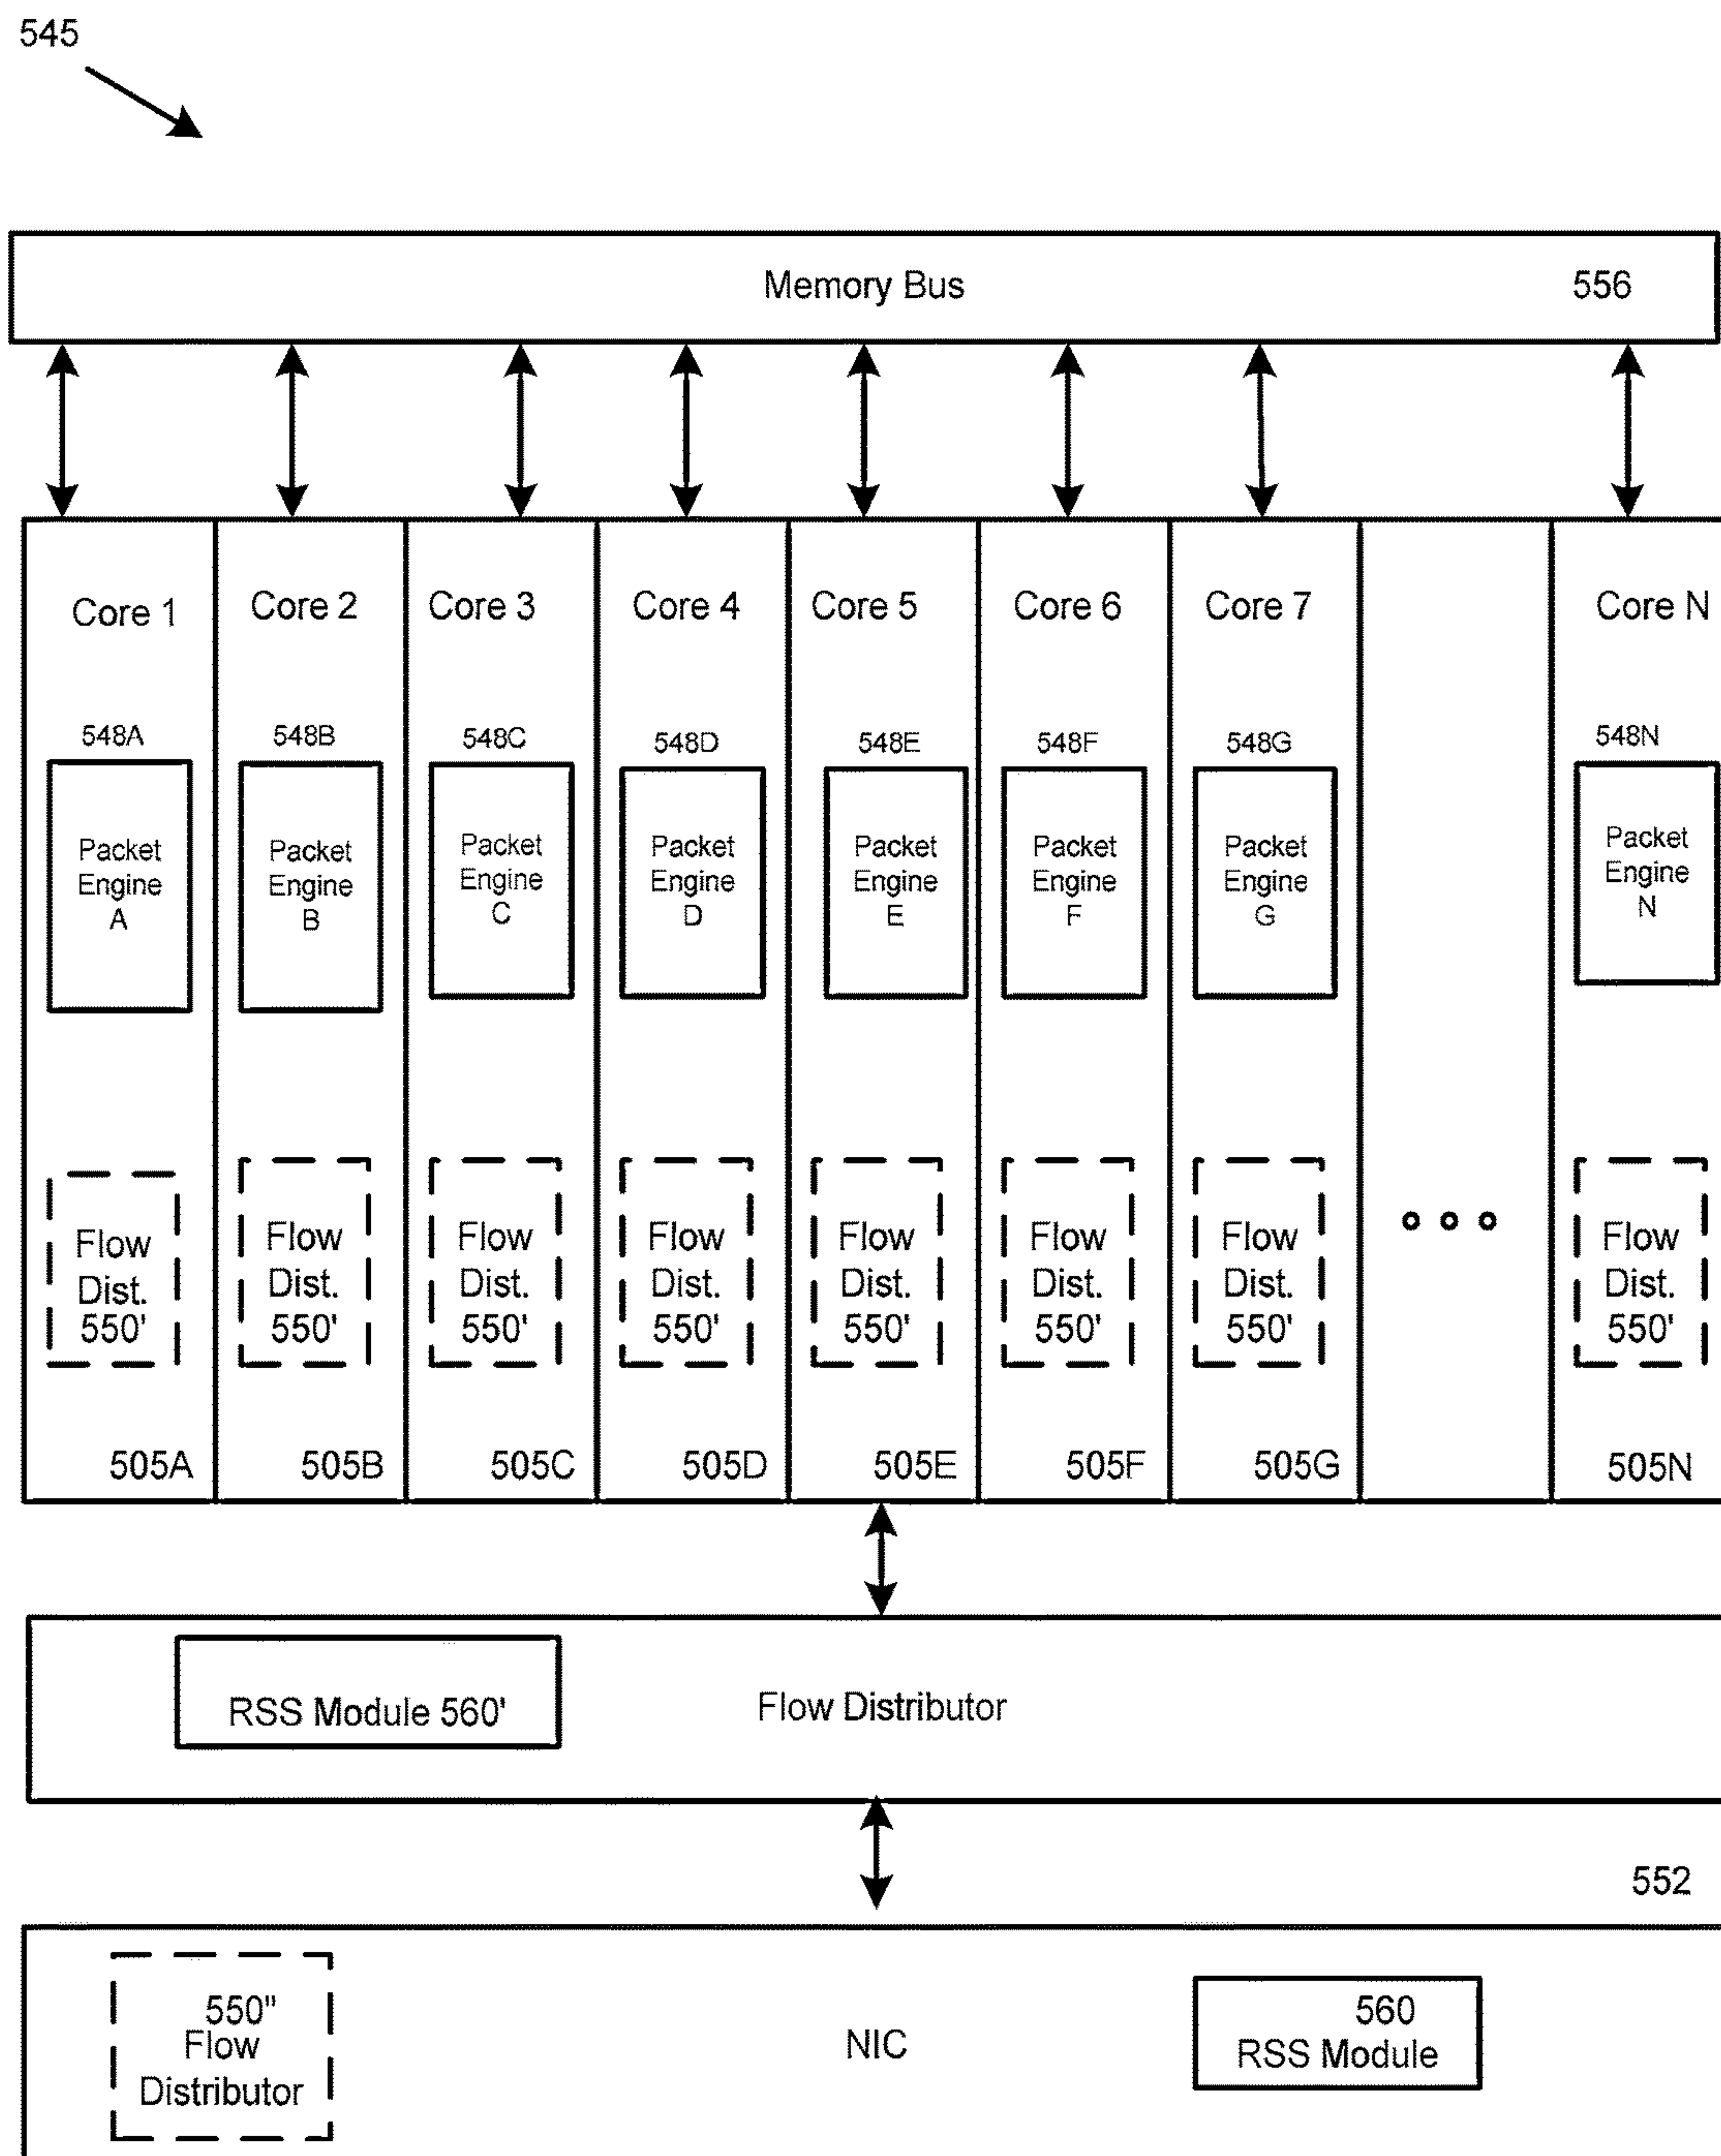 545
Memory Bus 556
Core 1 Core 2 Core 3 Core 4 Core 5 Core 6 Core 7 Core N
548A 548B 548C 548D 548E 548F 548G 548N
Packet Packet Packet Packet Packet Packet Packet Packet
Engine Engine Engine Engine Engine Engine Engine Engine
A B C D E F G N
Flow Flow Flow Flow Flow Flow Flow Flow
Dist. Dist. Dist. Dist. Dist. Dist. Dist. Dist.
550' 550' 550' 550' 550' 550' 550' 550'
505A 505B 505C 505D 505E 505F 505G 505N
RSS Module 560' Flow Distributor
552
550"
Flow
Distributor
NIC
560
RSS Module